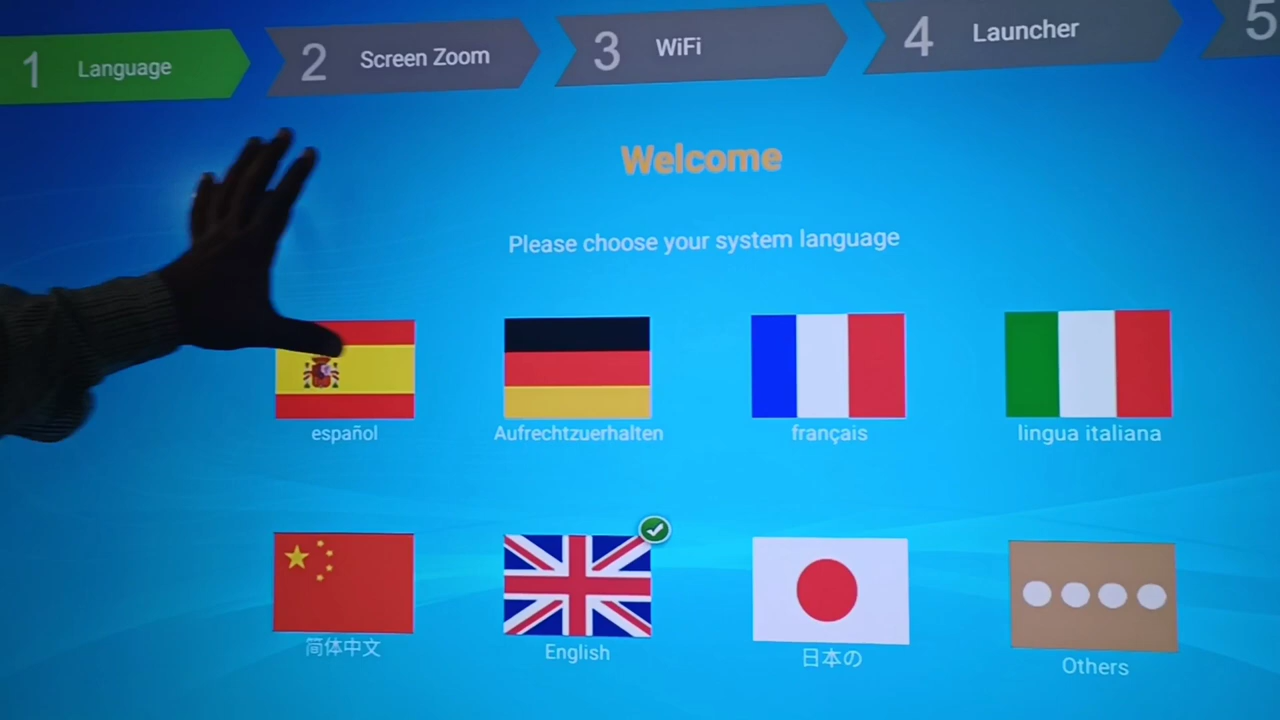 1 Language
2 Screen Zoom
3 WiFi
4 Launcher
5
Welcome
Please choose your system language
español
Aufrechtzuerhalten
français
lingua italiana
简体中文
English
日本の
Others